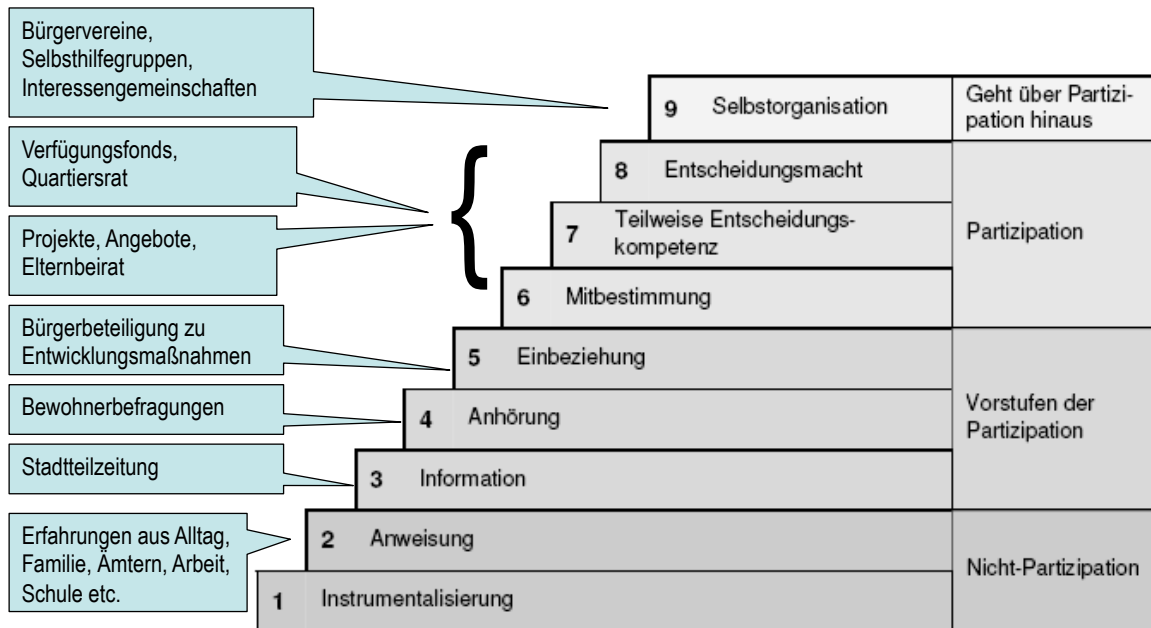 Bürgervereine,
Selbsthilfegruppen,
Interessengemeinschaften
Verfügungsfonds,
Quartiersrat
Projekte, Angebote,
Elternbeirat
Bürgerbeteiligung zu
Entwicklungsmaßnahmen
Bewohnerbefragungen
Stadtteilzeitung
Erfahrungen aus Alltag,
Familie, Ämtern, Arbeit,
Schule etc.
{
9 Selbstorganisation
Geht über Partizi-
pation hinaus
8 Entscheidungsmacht
7 Teilweise Entscheidungs-
kompetenz
6 Mitbestimmung
Partizipation
5 Einbeziehung
4 Anhörung
3 Information
Vorstufen der
Partizipation
2 Anweisung
1 Instrumentalisierung
Nicht-Partizipation